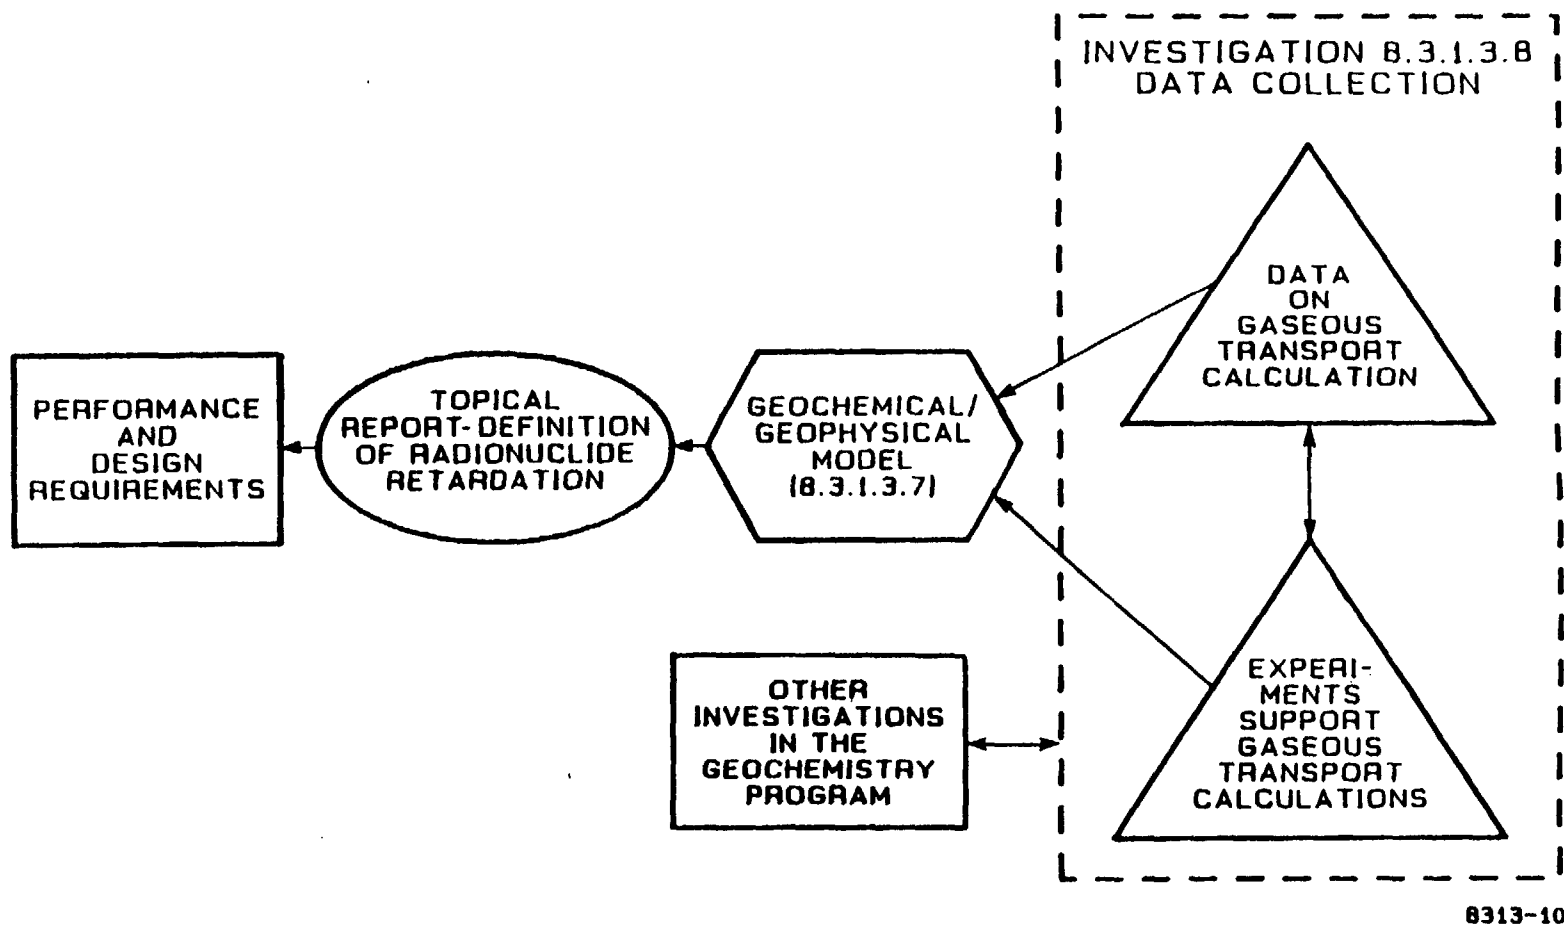 INVESTIGATION 8.3.1.3.8
DATA COLLECTION
DATA
ON
GASEOUS
TRANSPORT
CALCULATION
PERFORMANCE
AND
DESIGN
REQUIREMENTS
TOPICAL
REPORT-DEFINITION
OF RADIONUCLIDE
RETARDATION
GEOCHEMICAL/
GEOPHYSICAL
MODEL
(8.3.1.3.7)
OTHER
INVESTIGATIONS
IN THE
GEOCHEMISTRY
PROGRAM
EXPERI-
MENTS
SUPPORT
GASEOUS
TRANSPORT
CALCULATIONS
8313-10